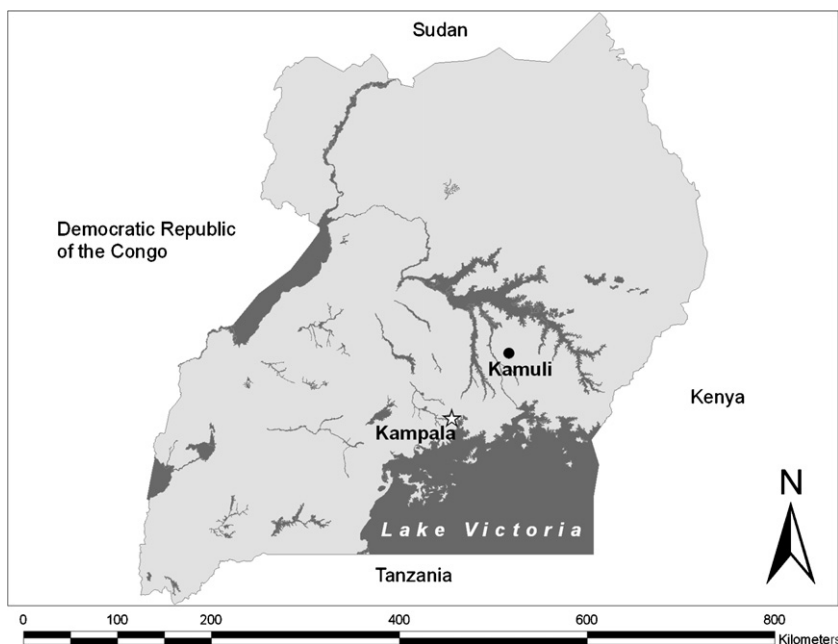 Sudan
Democratic Republic
of the Congo
Kamuli
Kenya
Kampala
N
Lake Victoria
Tanzania
0 100 200 400 600 800
Kilometers